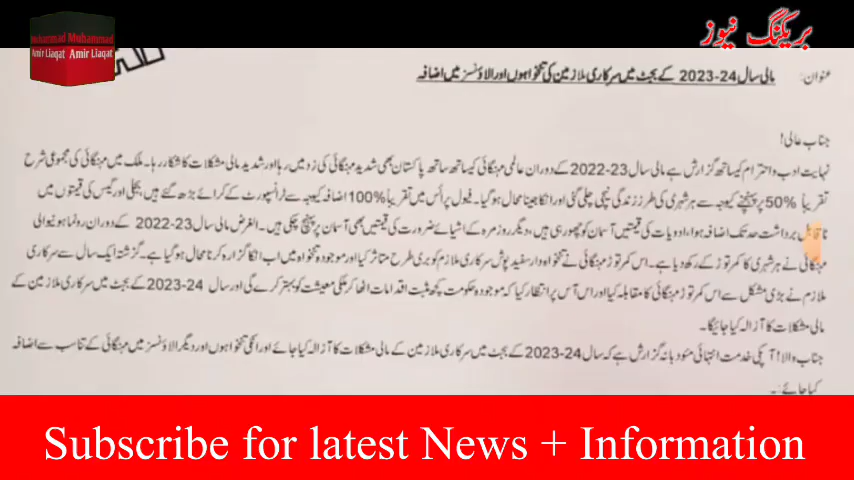 Mohammad Muhammad
Amir Liaqat Amir Liaqat
بریکنگ نیوز
عنوان: مالی سال 24-2023 کے بجٹ میں سرکاری ملازمین کی تنخواہوں اور الاؤنسز میں اضافہ
جناب عالی!
نہایت ادب و احترام کیساتھ گزارش ہے مالی سال 23-2022 کے دوران عالمی مہنگائی کیساتھ ساتھ پاکستان بھی شدید مہنگائی کی زد میں رہا اور شدید مالی مشکلات کا شکار رہا۔ ملک میں مہنگائی کی مجموعی شرح
تقریباً 50% پر پہنچنے کیوجہ سے ہر شہری کی طرز زندگی نیچی چلی گئی اور انکا جینا محال ہو گیا۔ فیول پرائس میں تقریباً 100% اضافہ کیوجہ سے ٹرانسپورٹ کے کرائے بڑھ گئے ہیں، بجلی اور گیس کی قیمتوں میں
ناقابل برداشت حد تک اضافہ ہوا، ادویات کی قیمتیں آسمان کو چھو رہی ہیں، دیگر روزمرہ کے اشیائے ضرورت کی قیمتیں بھی آسمان پر پہنچ چکی ہیں۔ الغرض مالی سال 23-2022 کے دوران رونما ہونیوالی
مہنگائی نے ہر شہری کا کمر توڑ کے رکھ دیا ہے۔ اس کمر توڑ مہنگائی نے تنخواہ دار سفید پوش سرکاری ملازم کو بری طرح متاثر کیا اور موجودہ تنخواہ میں اب انکا گزارہ کرنا محال ہو گیا ہے۔ گزشتہ ایک سال سے سرکاری
ملازم نے بڑی مشکل سے اس کمر توڑ مہنگائی کا مقابلہ کیا اور اس آس پر انتظار کیا کہ موجودہ حکومت کچھ مثبت اقدامات اٹھا کر ملکی معیشت کو بہتر کرے گی اور سال 24-2023 کے بجٹ میں سرکاری ملازمین کے
مالی مشکلات کا آزالہ کیا جائیگا۔
جناب والا! آپکی خدمت انتہائی مئودبانہ گزارش ہے کہ سال 24-2023 کے بجٹ میں سرکاری ملازمین کے مالی مشکلات کا آزالہ کیا جائے اور انکی تنخواہوں اور دیگر الاؤنسز میں مہنگائی کے تناسب سے اضافہ
کیا جائے۔
Subscribe for latest News + Information